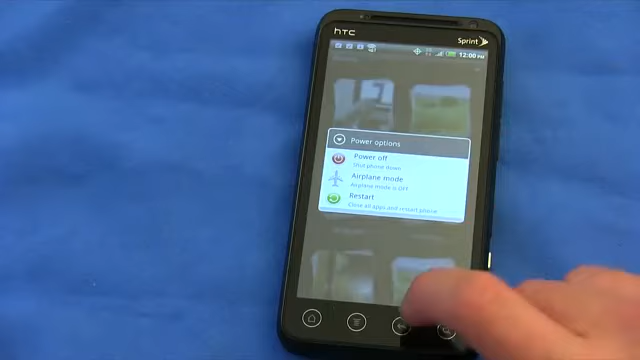 hTC
Sprint
12:00 PM
Power options
Power off
Shut phone down
Airplane mode
Airplane mode is OFF
Restart
Close all apps and restart phone